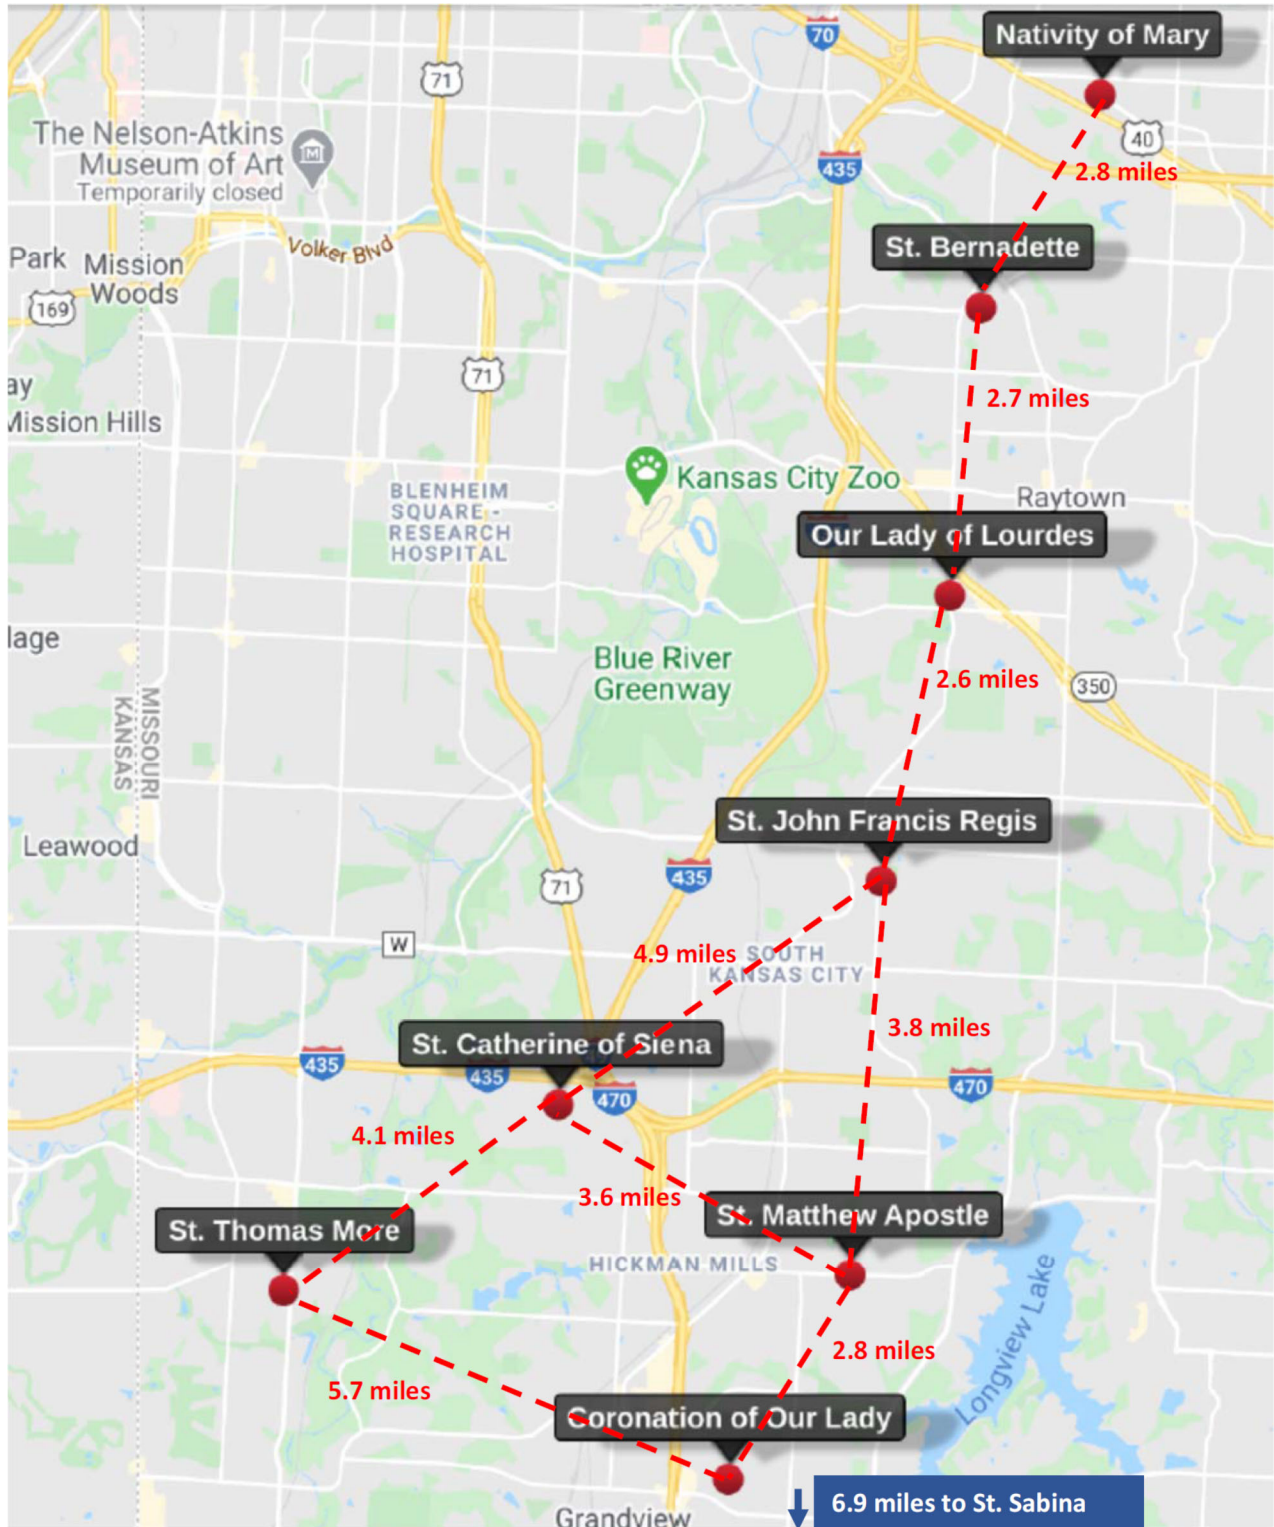 70
Nativity of Mary
71
The Nelson-Atkins
Museum of Art
Temporarily closed
40
435
2.8 miles
Volker Blvd
St. Bernadette
Park
Mission
Woods
169
71
ay
2.7 miles
Mission Hills
Kansas City Zoo
BLENHEIM
SQUARE -
RESEARCH
HOSPITAL
Raytown
Our Lady of Lourdes
lage
Blue River
Greenway
2.6 miles
350
MISSOURI
KANSAS
St. John Francis Regis
Leawood
71
435
W
4.9 miles
SOUTH
KANSAS CITY
3.8 miles
St. Catherine of Siena
435
435
470
470
4.1 miles
3.6 miles
St. Matthew Apostle
St. Thomas More
HICKMAN MILLS
Longview Lake
2.8 miles
5.7 miles
Coronation of Our Lady
6.9 miles to St. Sabina
Grandview